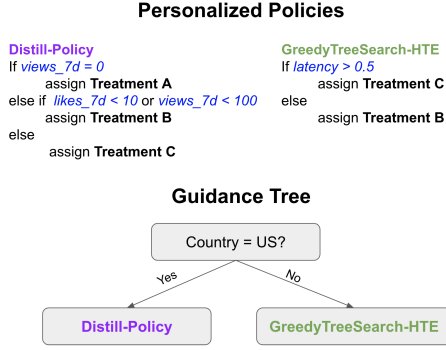 Personalized Policies
Distill-Policy
If views_7d = 0
assign Treatment A
else if likes_7d < 10 or views_7d < 100
assign Treatment B
else
assign Treatment C
GreedyTreeSearch-HTE
If latency > 0.5
assign Treatment C
else
assign Treatment B
Guidance Tree
Country = US?
Yes
No
Distill-Policy
GreedyTreeSearch-HTE